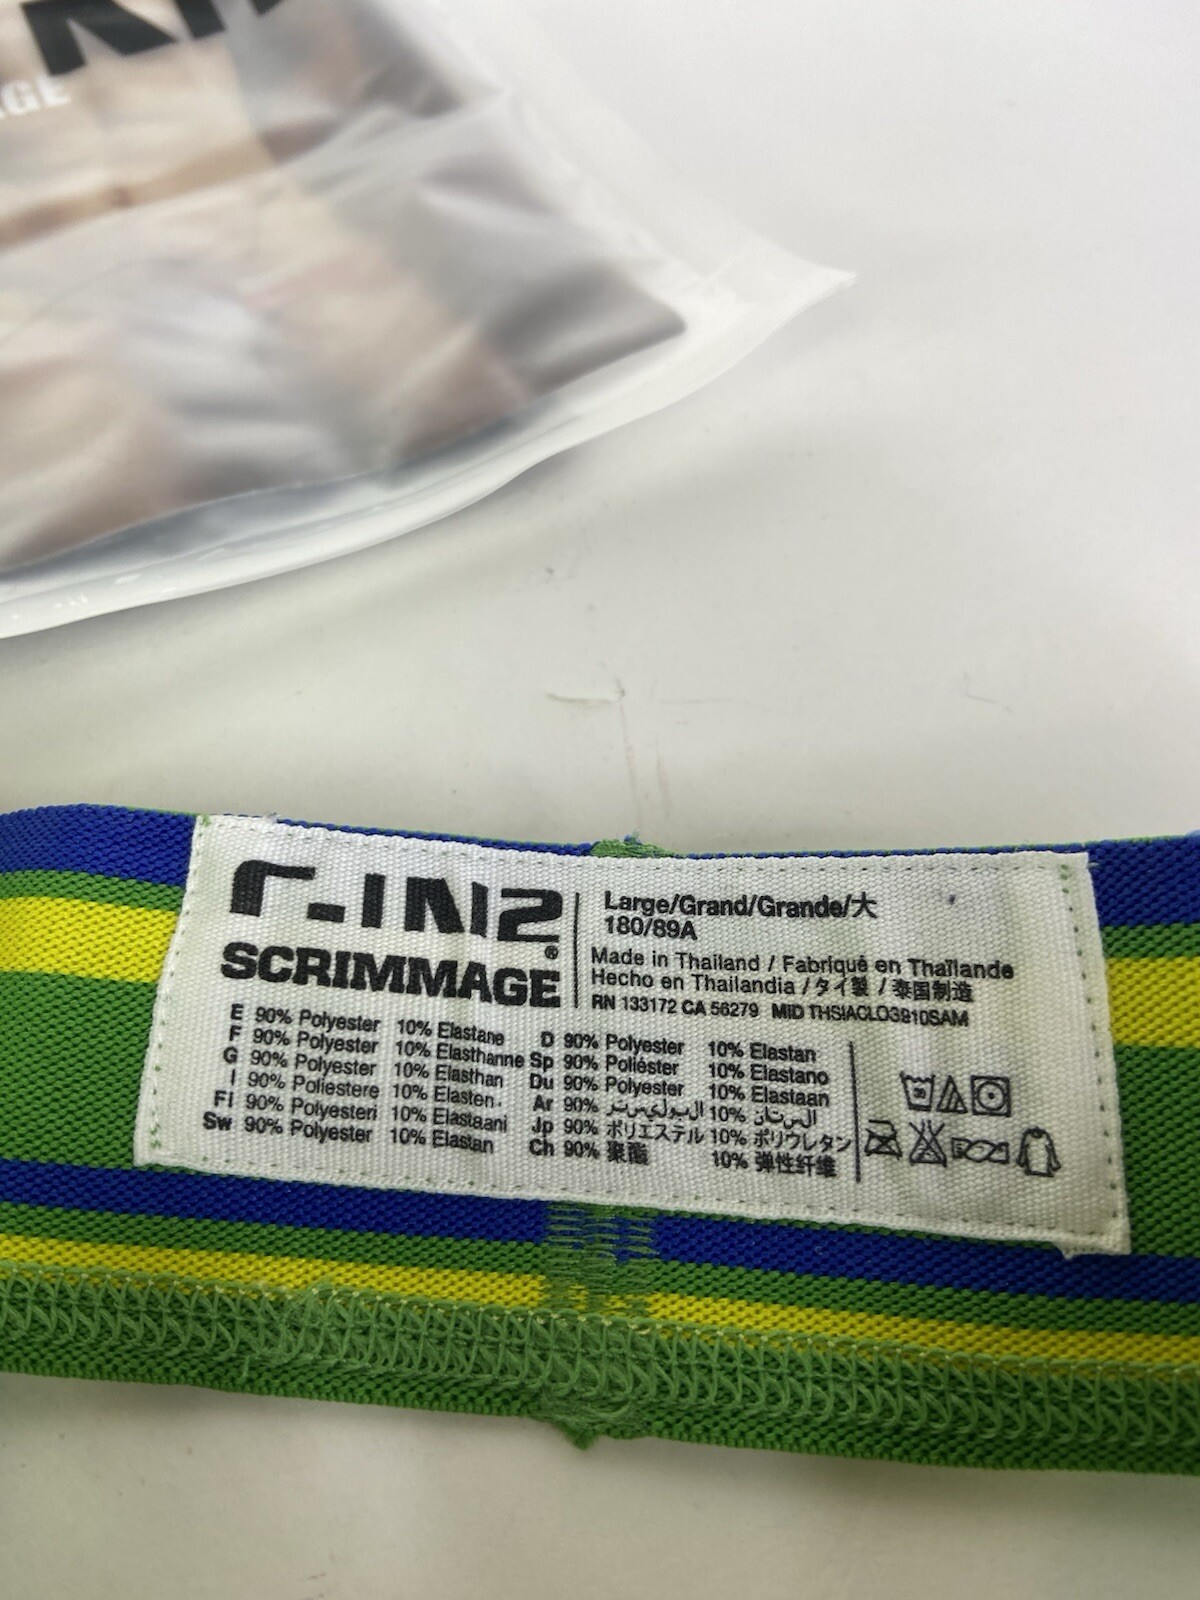 GE
C-IN2®
SCRIMMAGE
Large/Grand/Grande/大
180/89A
Made in Thailand / Fabriqué en Thaïlande
Hecho en Thailandia / タイ製 / 泰国制造
RN 133172 CA 56279 MID THSIACLO3910SAM
E 90% Polyester 10% Elastane
F 90% Polyester 10% Elasthanne
G 90% Polyester 10% Elasthan
I 90% Poliestere 10% Elasten.
FI 90% Polyesteri 10% Elastaani
Sw 90% Polyester 10% Elastan
D 90% Polyester 10% Elastan
Sp 90% Poliéster 10% Elastano
Du 90% Polyester 10% Elastaan
Ar 90% البوليستر 10%
Jp 90% ポリエステル 10% ポリウレタン
Ch 90% 聚酯 10% 弹性纤维